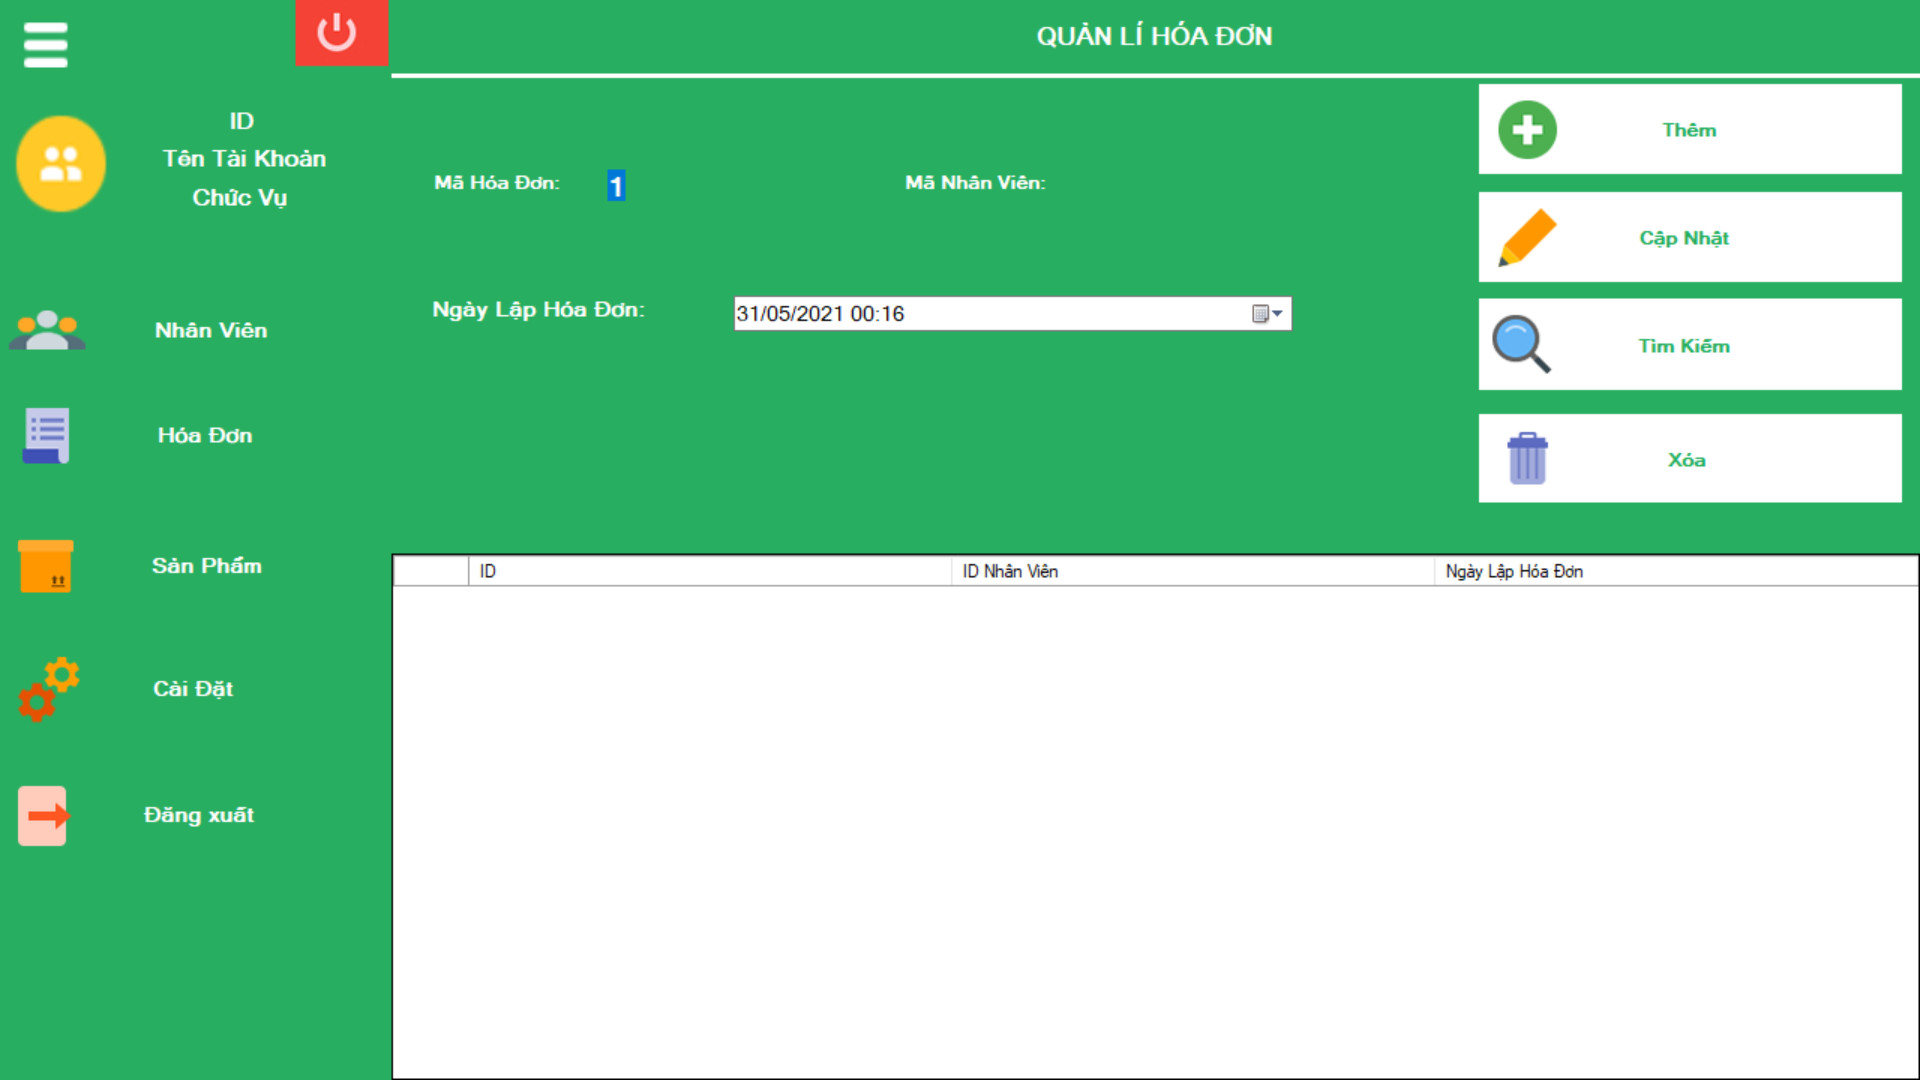 QUẢN LÍ HÓA ĐƠN
ID
Tên Tài Khoản
Chức Vụ
Nhân Viên
Hóa Đơn
Sản Phẩm
Cài Đặt
Đăng xuất
Mã Hóa Đơn: 1
Mã Nhân Viên:
Ngày Lập Hóa Đơn: 31/05/2021 00:16
Thêm
Cập Nhật
Tìm Kiếm
Xóa
ID ID Nhân Viên Ngày Lập Hóa Đơn